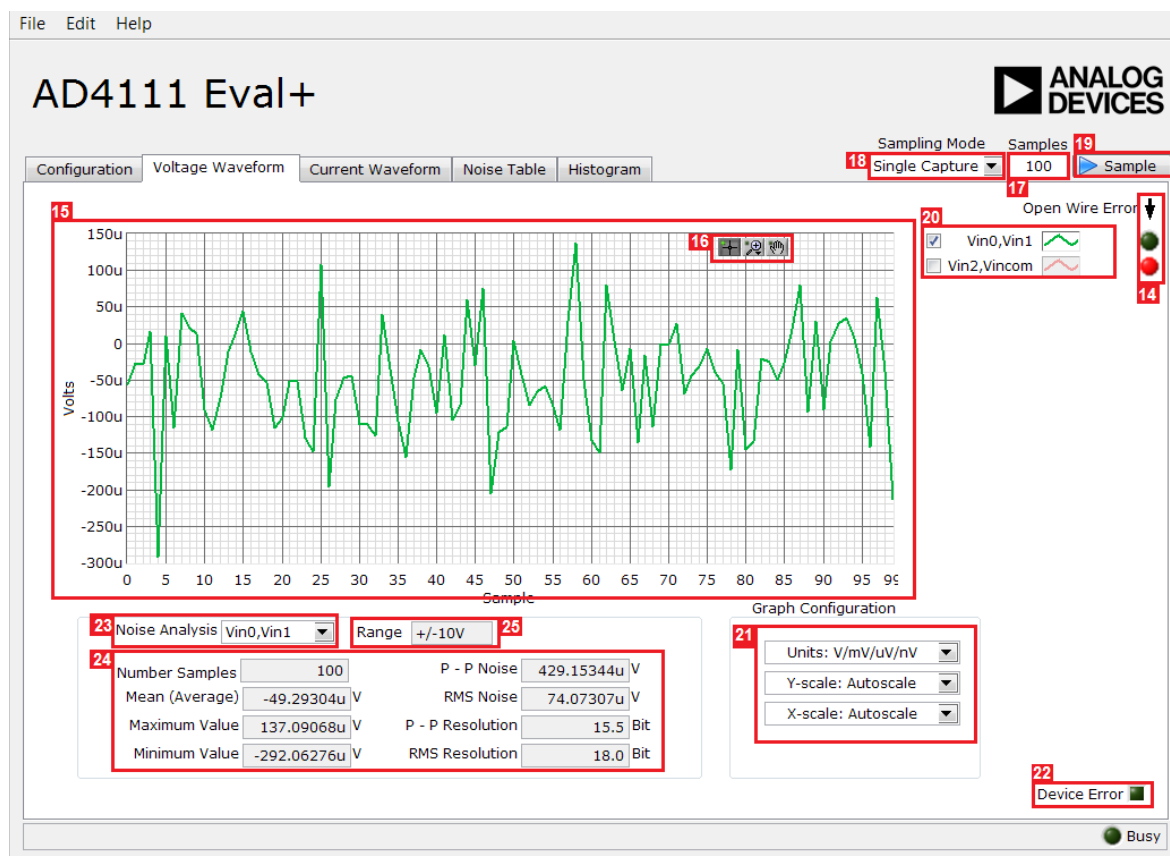 File Edit Help
AD4111 Eval+
ANALOG
DEVICES
Sampling Mode Samples 19
Configuration Voltage Waveform Current Waveform Noise Table Histogram 18 Single Capture 100 Sample
17
15 Open Wire Error
20
16 Vin0,Vin1
Vin2,Vincom
14
150u
100u
50u
0
-50u
-100u
-150u
-200u
-250u
-300u
Volts
0 5 10 15 20 25 30 35 40 45 50 55 60 65 70 75 80 85 90 95 99
Sample
23 Noise Analysis Vin0,Vin1 Range +/-10V 25
24
Number Samples 100 P - P Noise 429.15344u V
Mean (Average) -49.29304u V RMS Noise 74.07307u V
Maximum Value 137.09068u V P - P Resolution 15.5 Bit
Minimum Value -292.06276u V RMS Resolution 18.0 Bit
Graph Configuration
21
Units: V/mV/uV/nV
Y-scale: Autoscale
X-scale: Autoscale
22
Device Error
Busy